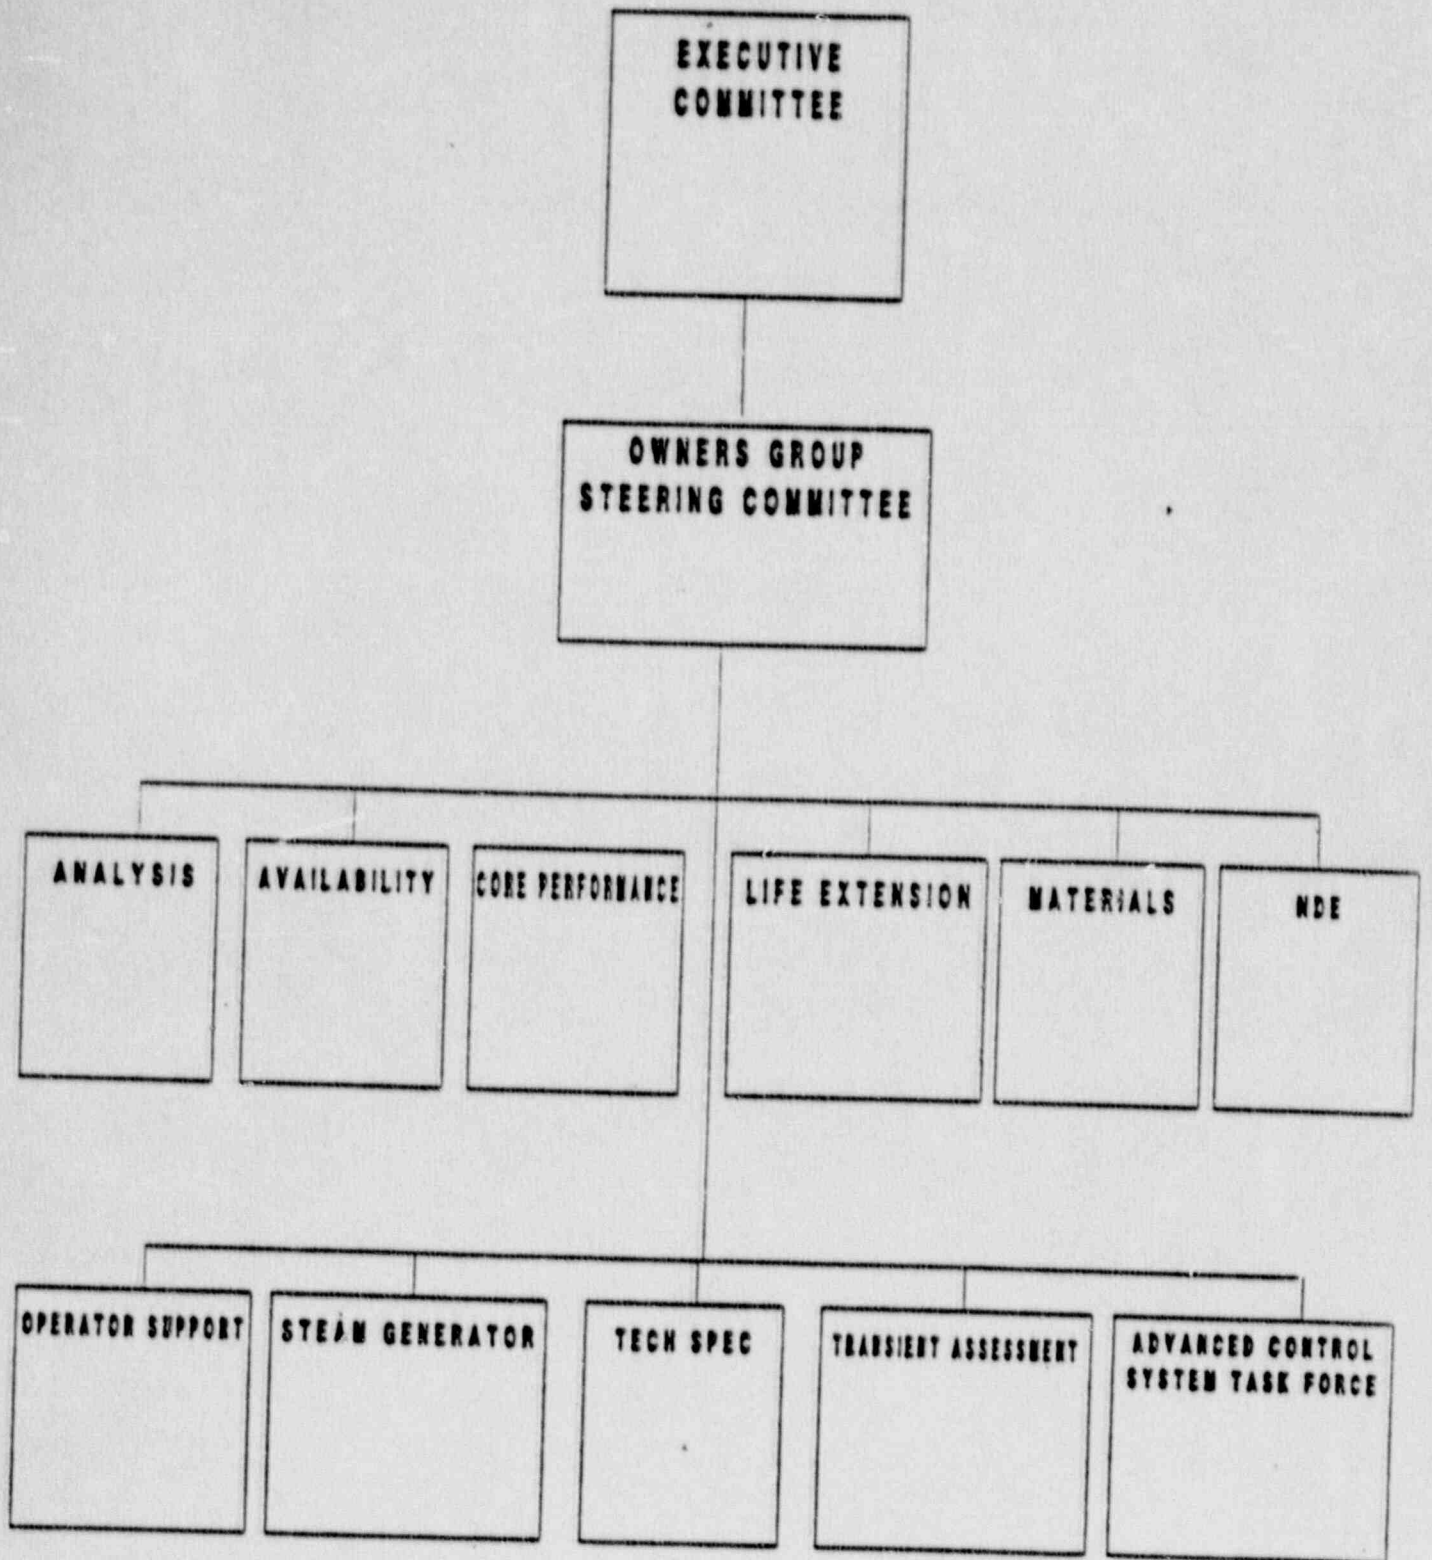 EXECUTIVE
COMMITTEE
OWNERS GROUP
STEERING COMMITTEE
ANALYSIS
AVAILABILITY
CORE PERFORMANCE
LIFE EXTENSION
MATERIALS
NDE
OPERATOR SUPPORT
STEAM GENERATOR
TECH SPEC
TRANSIENT ASSESSMENT
ADVANCED CONTROL
SYSTEM TASK FORCE